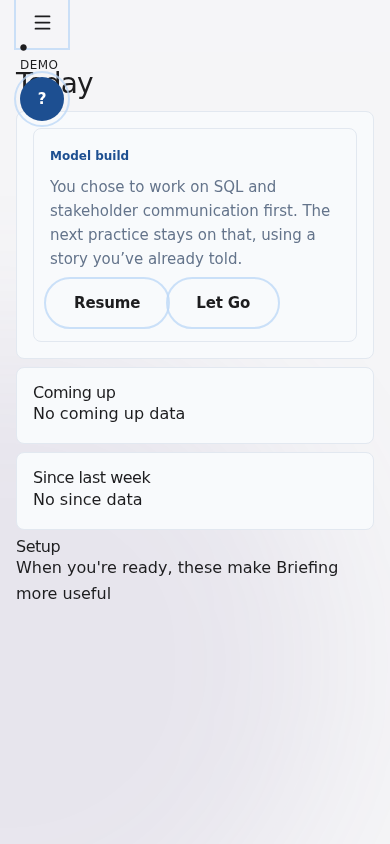 DEMO
Today
?
Model build
You chose to work on SQL and
stakeholder communication first. The
next practice stays on that, using a
story you’ve already told.
Resume
Let Go
Coming up
No coming up data
Since last week
No since data
Setup
When you're ready, these make Briefing
more useful